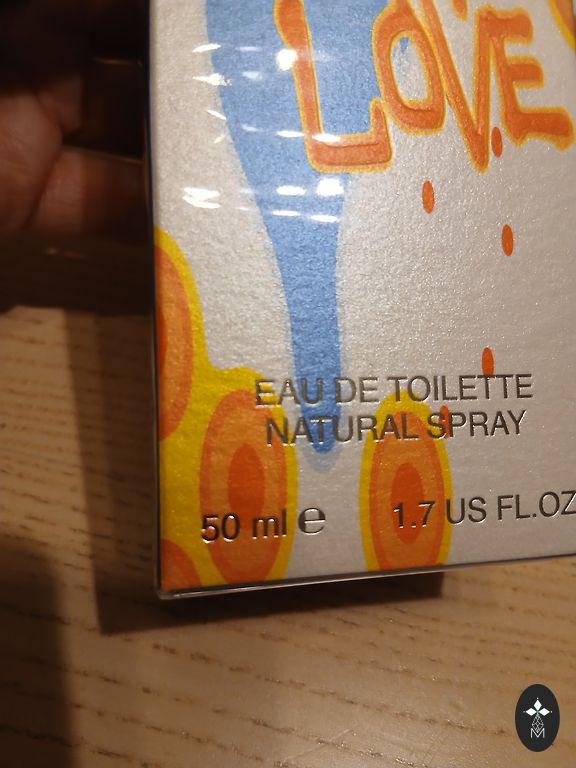 LOVE
EAU DE TOILETTE
NATURAL SPRAY
50 ml e 1.7 US FL.OZ
M